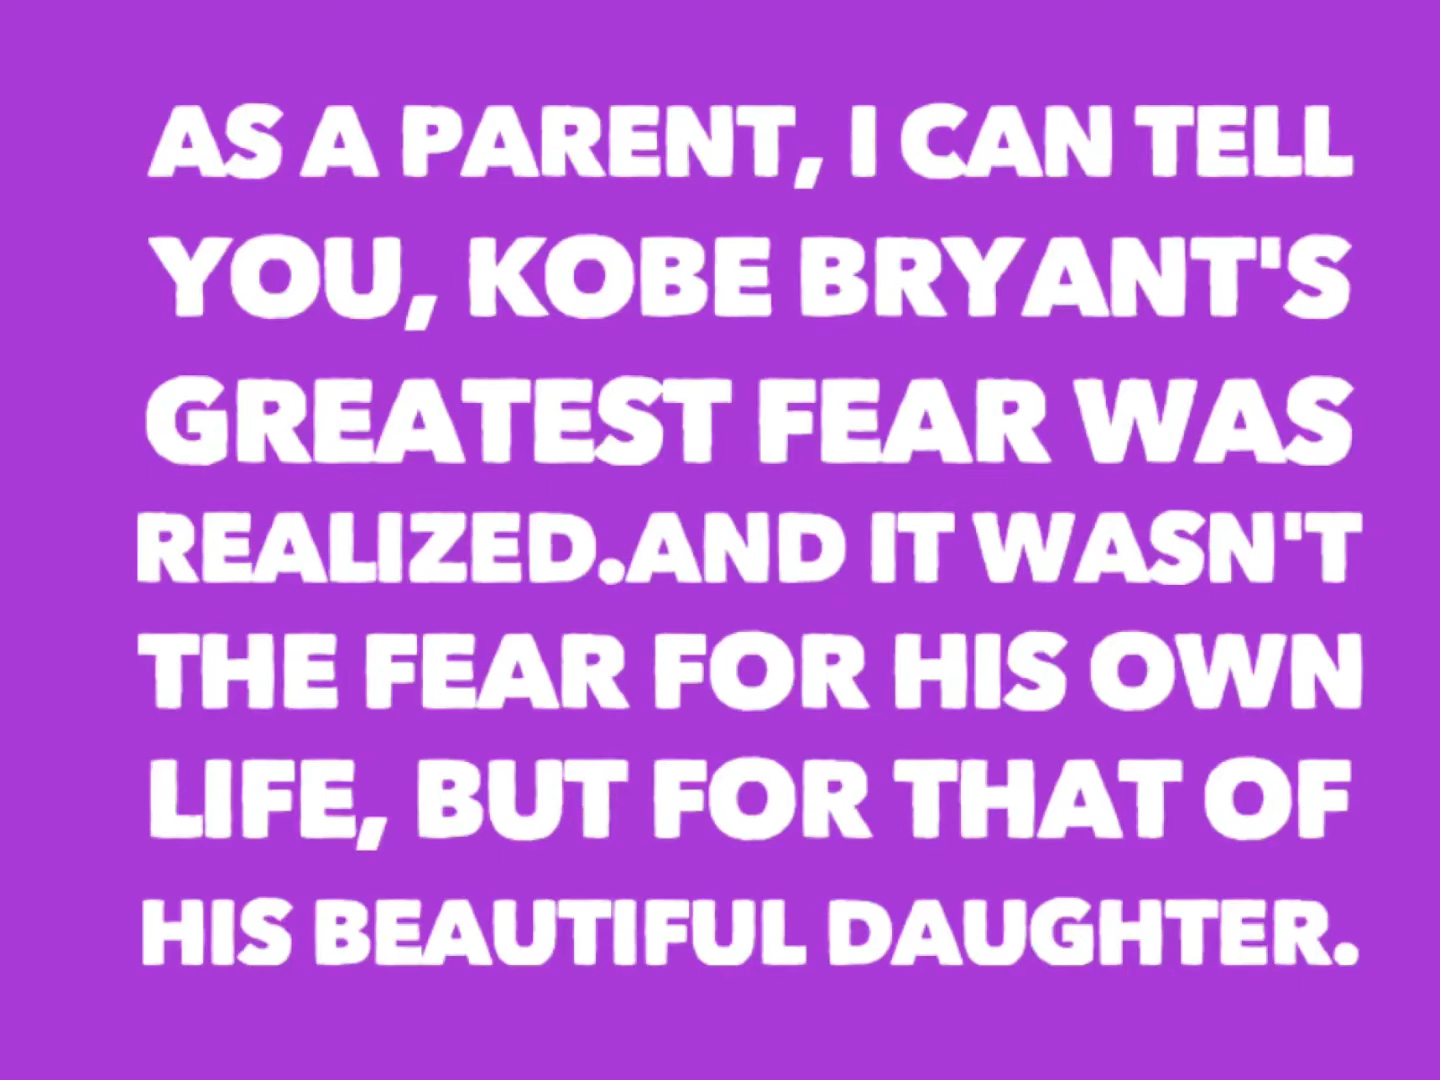 AS A PARENT, I CAN TELL
YOU, KOBE BRYANT'S
GREATEST FEAR WAS
REALIZED.AND IT WASN'T
THE FEAR FOR HIS OWN
LIFE, BUT FOR THAT OF
HIS BEAUTIFUL DAUGHTER.